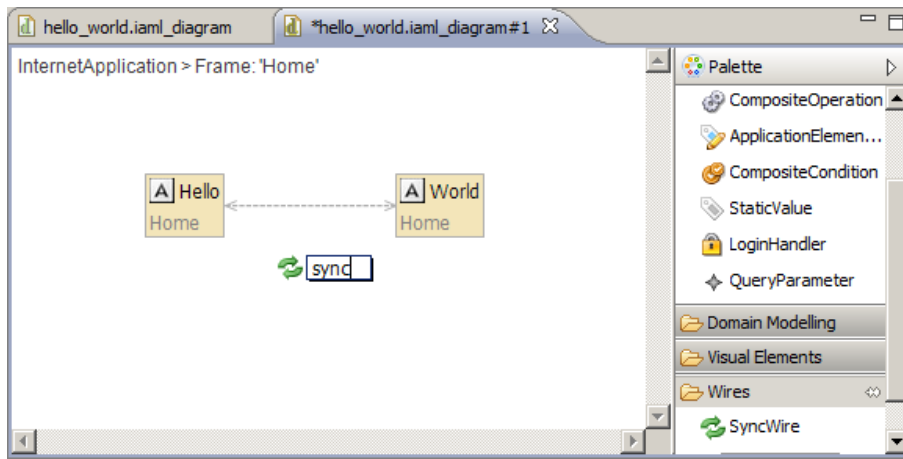 hello_world.iaml_diagram
*hello_world.iaml_diagram#1
InternetApplication > Frame: 'Home'
A Hello
Home
A World
Home
sync
Palette
CompositeOperation
ApplicationElemen...
CompositeCondition
StaticValue
LoginHandler
QueryParameter
Domain Modelling
Visual Elements
Wires
SyncWire